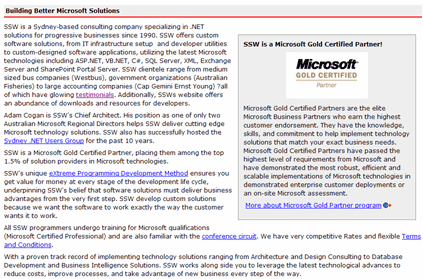 Building Better Microsoft Solutions
SSW is a Sydney-based consulting company specializing in .NET
solutions for progressive businesses since 1990. SSW offers custom
software solutions, from IT infrastructure setup and developer utilities
to custom-designed software applications, utilizing the latest Microsoft
technologies including ASP.NET, VB.NET, C#, SQL Server, XML, Exchange
Server and SharePoint Portal Server. SSW clientele range from medium
sized bus companies (Westbus), government organizations (Australian
Fisheries) to large accounting companies (Cap Gemini Ernst Young) ?all
of which have glowing testimonials. Additionally, SSWs website offers
an abundance of downloads and resources for developers.
Adam Cogan is SSW's Chief Architect. His position as one of only two
Australian Microsoft Regional Directors helps SSW deliver cutting edge
Microsoft technology solutions. SSW also has successfully hosted the
Sydney .NET Users Group for the past 10 years.
SSW is a Microsoft Gold Certified Partner, placing them among the top
1.5% of solution providers in Microsoft technologies.
SSW's unique eXtreme Programming Development Method ensures you
get value for money at every stage of the development life cycle,
underpinning SSW's belief that software solutions must deliver business
advantages from the very first step. SSW develop custom solutions
because we want the software to work exactly the way the customer
wants it to work.
SSW is a Microsoft Gold Certified Partner!
Microsoft
GOLD CERTIFIED
Partner
Microsoft Gold Certified Partners are the elite
Microsoft Business Partners who earn the highest
customer endorsement. They have the knowledge,
skills, and commitment to help implement technology
solutions that match your exact business needs.
Microsoft Gold Certified Partners have passed the
highest level of requirements from Microsoft and
have demonstrated the most robust, efficient and
scalable implementations of Microsoft technologies in
demonstrated enterprise customer deployments or
an on-site Microsoft assessment.
More about Microsoft Gold Partner program
All SSW programmers undergo training for Microsoft qualifications
(Microsoft Certified Professional) and are also familiar with the conference circuit. We have very competitive Rates and flexible Terms
and Conditions.
With a proven track record of implementing technology solutions ranging from Architecture and Design Consulting to Database
Development and Business Intelligence Solutions. SSW works along side you to leverage the latest technological advances to
reduce costs, improve processes, and take advantage of new business every step of the way.